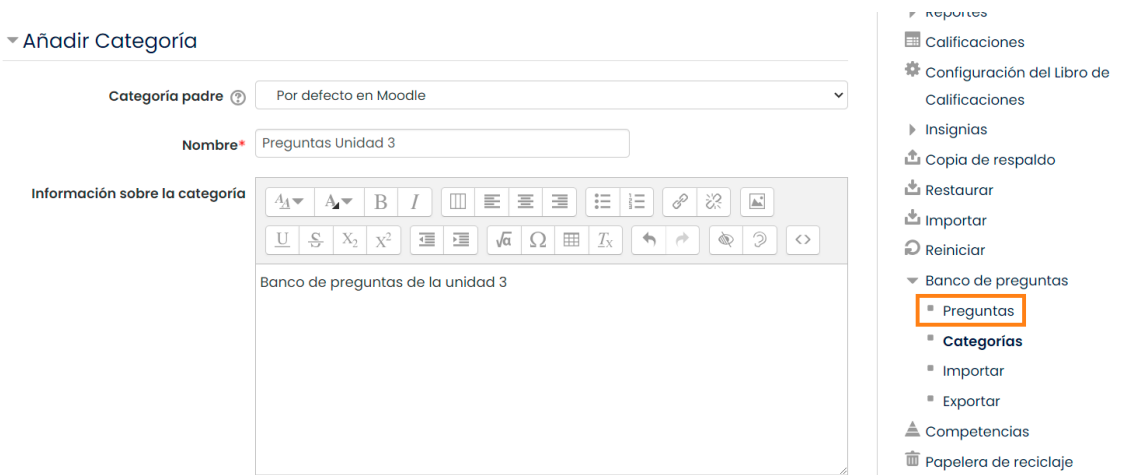 Añadir Categoría
Categoría padre
Por defecto en Moodle
Nombre*
Preguntas Unidad 3
Información sobre la categoría
Banco de preguntas de la unidad 3
Reportes
Calificaciones
Configuración del Libro de
Calificaciones
Insignias
Copia de respaldo
Restaurar
Importar
Reiniciar
Banco de preguntas
Preguntas
Categorías
Importar
Exportar
Competencias
Papelera de reciclaje